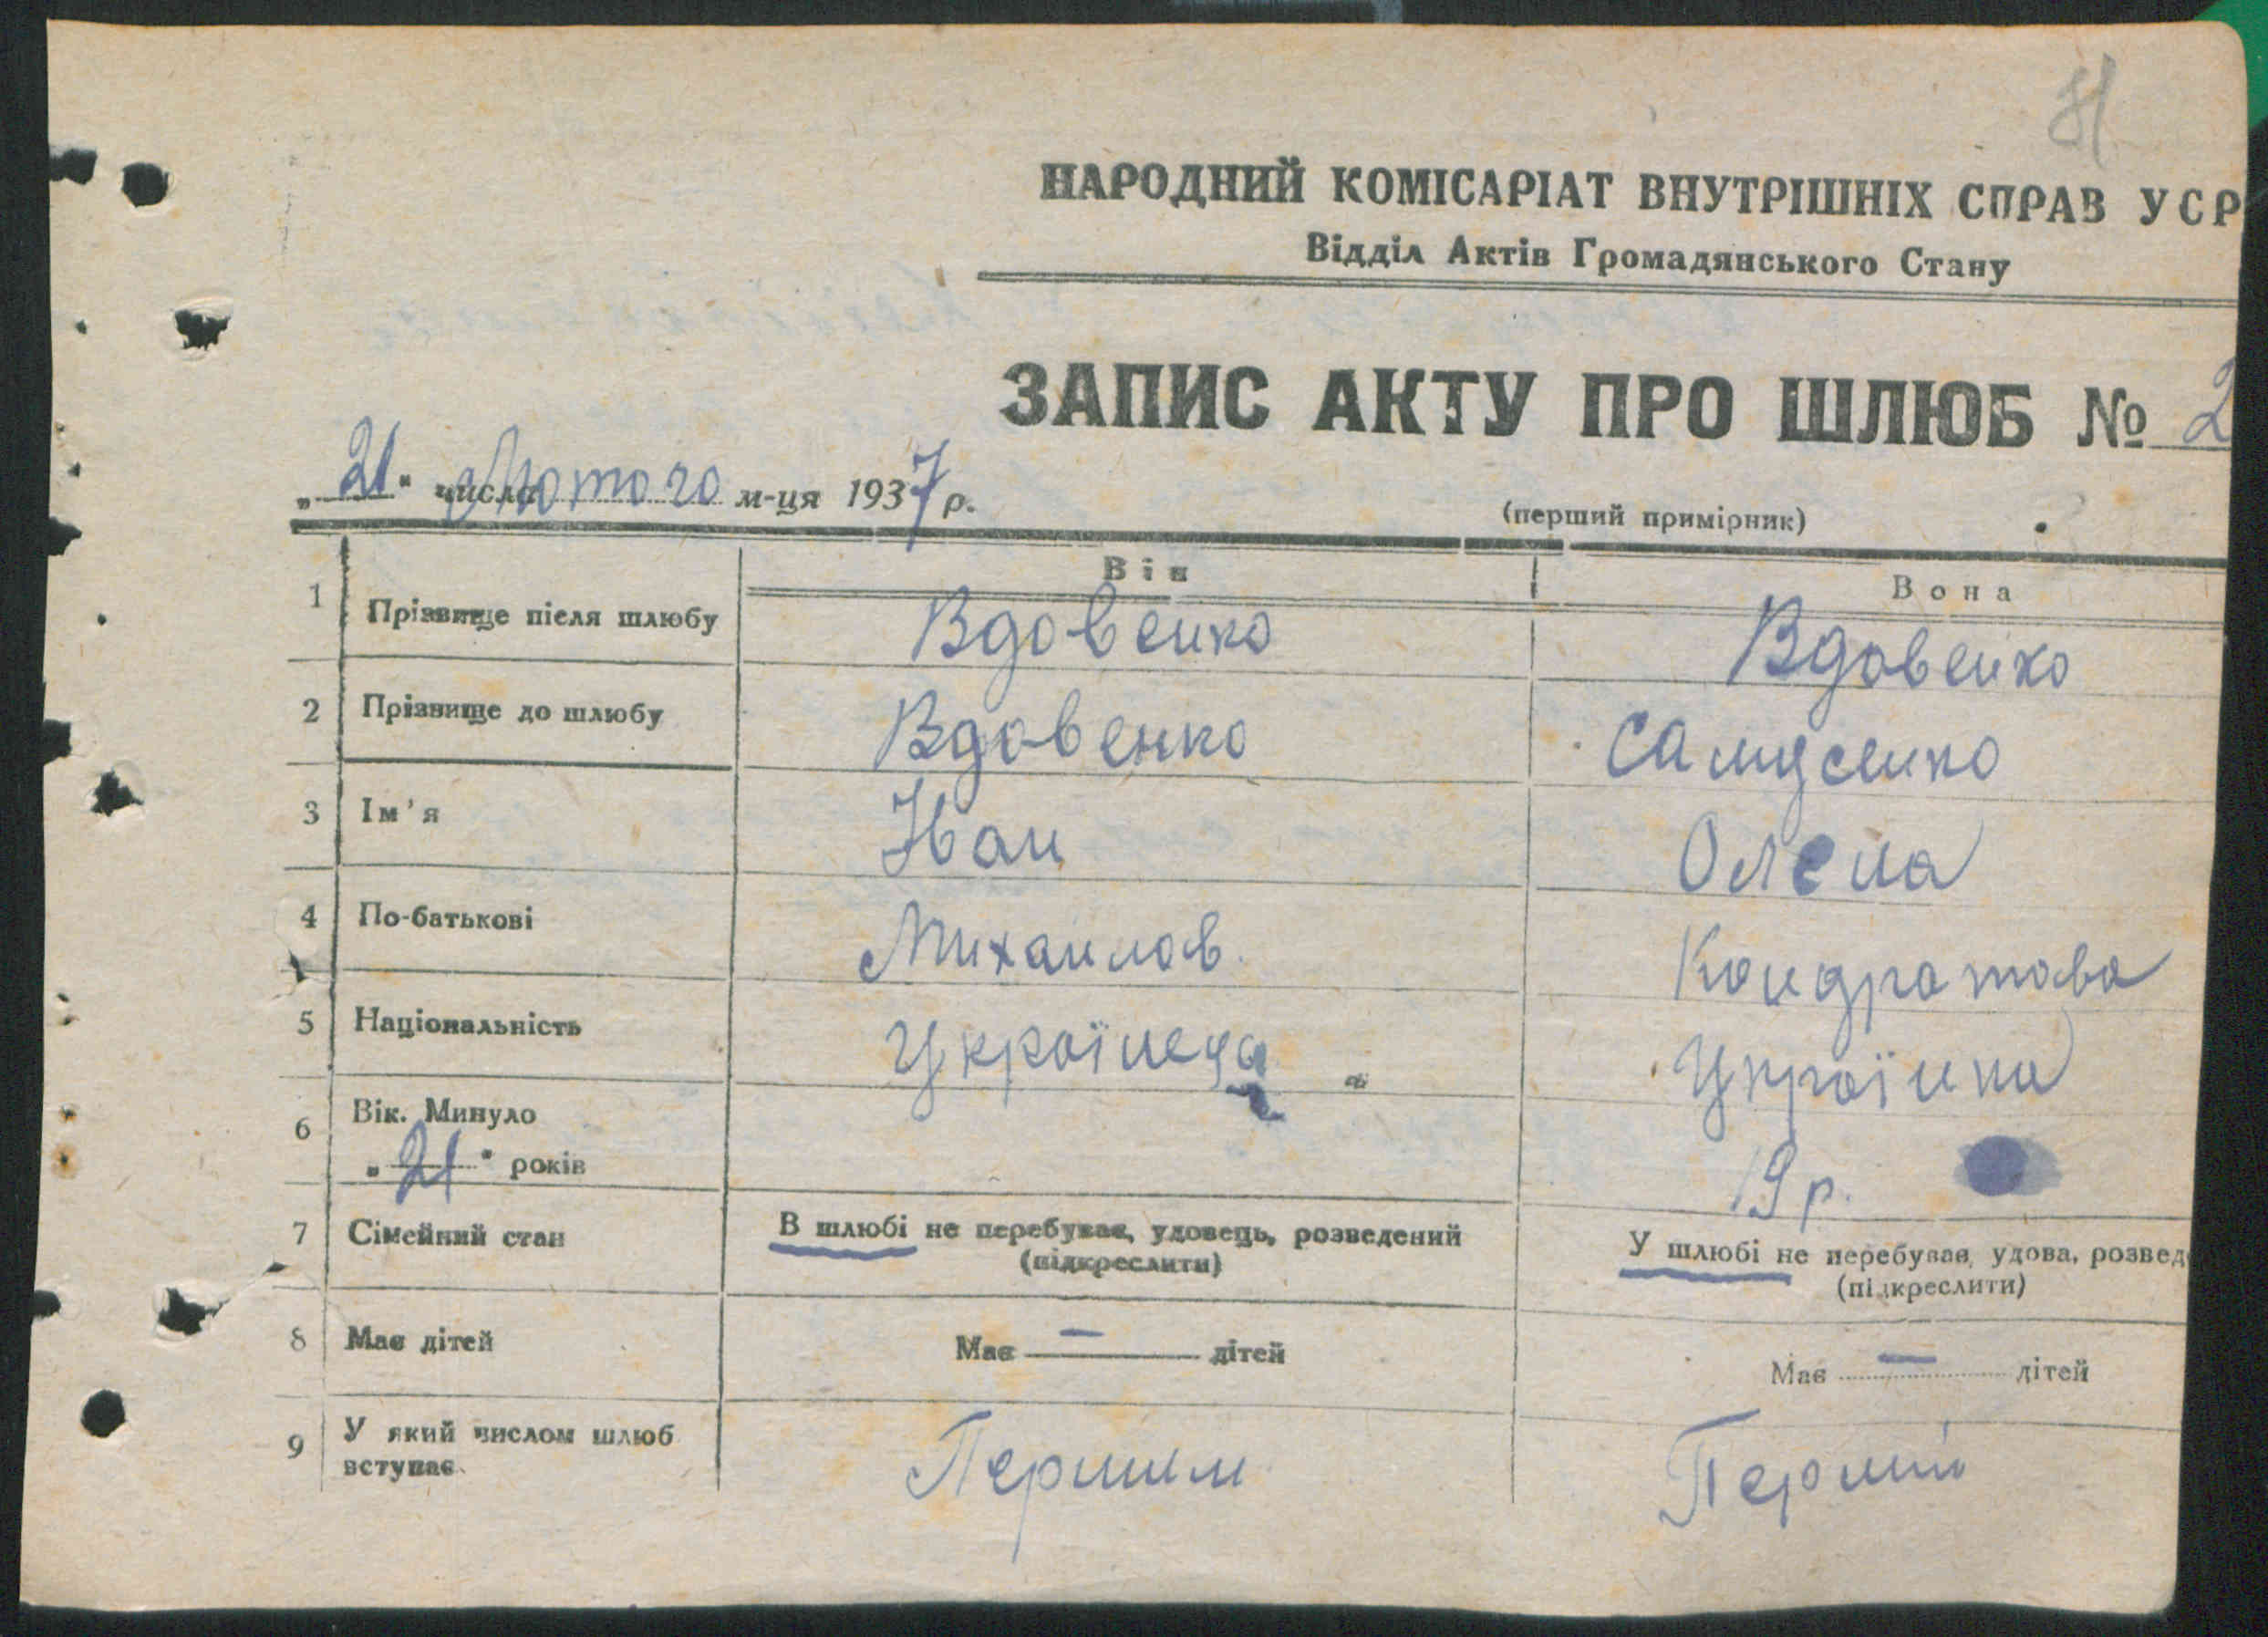 81
НАРОДНИЙ КОМІСАРІАТ ВНУТРІШНІХ СПРАВ УСР
Відділ Актів Громадянського Стану
ЗАПИС АКТУ ПРО ШЛЮБ № 2
„21“ числа Лютого м-ця 1937 р.
(перший примірник)
Він Вона
1 Прізвище після шлюбу Вдовенко Вдовенко
2 Прізвище до шлюбу Вдовенко Самусенко
3 Ім'я Іван Олена
4 По-батькові Михайлов. Кондратова
5 Національність Українець Українка
6 Вік. Минуло
„21“ років 19 р.
7 Сімейний стан В шлюбі не перебував, удовець, розведений У шлюбі не перебував, удова, розвед
(підкреслити) (підкреслити)
8 Має дітей Має — дітей Має — дітей
9 У який числом шлюб
вступає Першим Перший